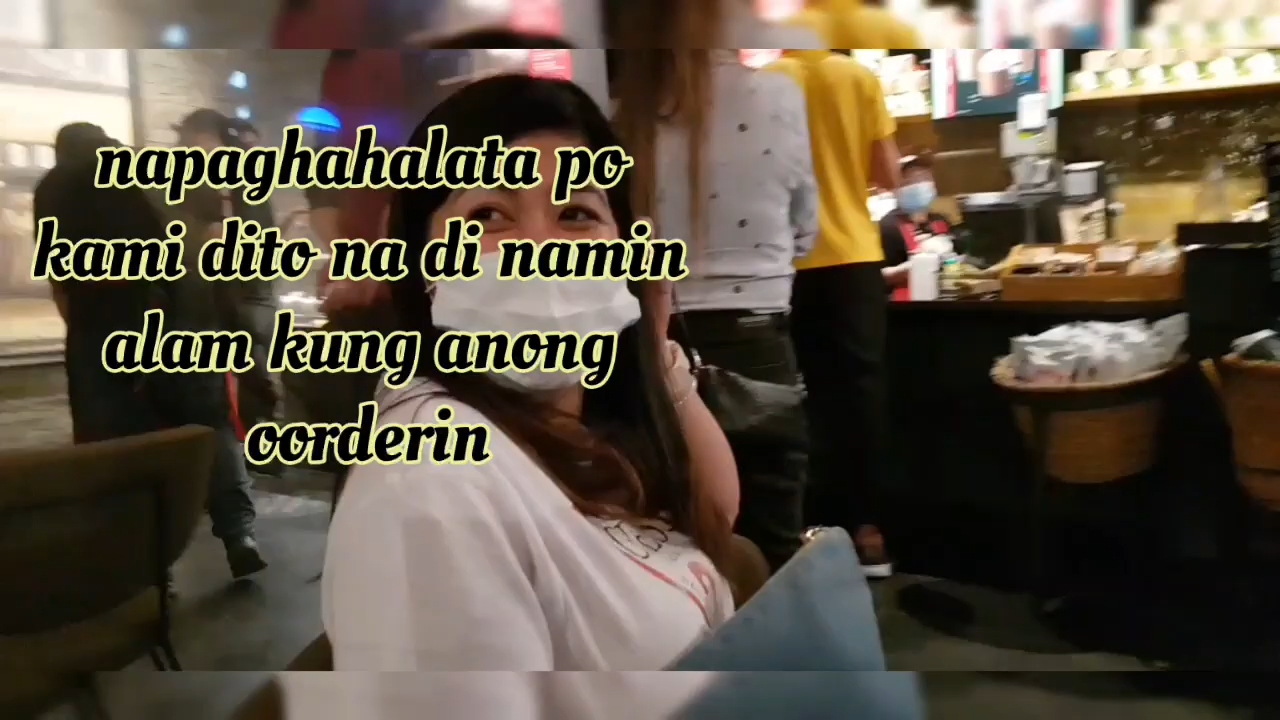 napaghahalata po
kami dito na di namin
alam kung anong
oorderin